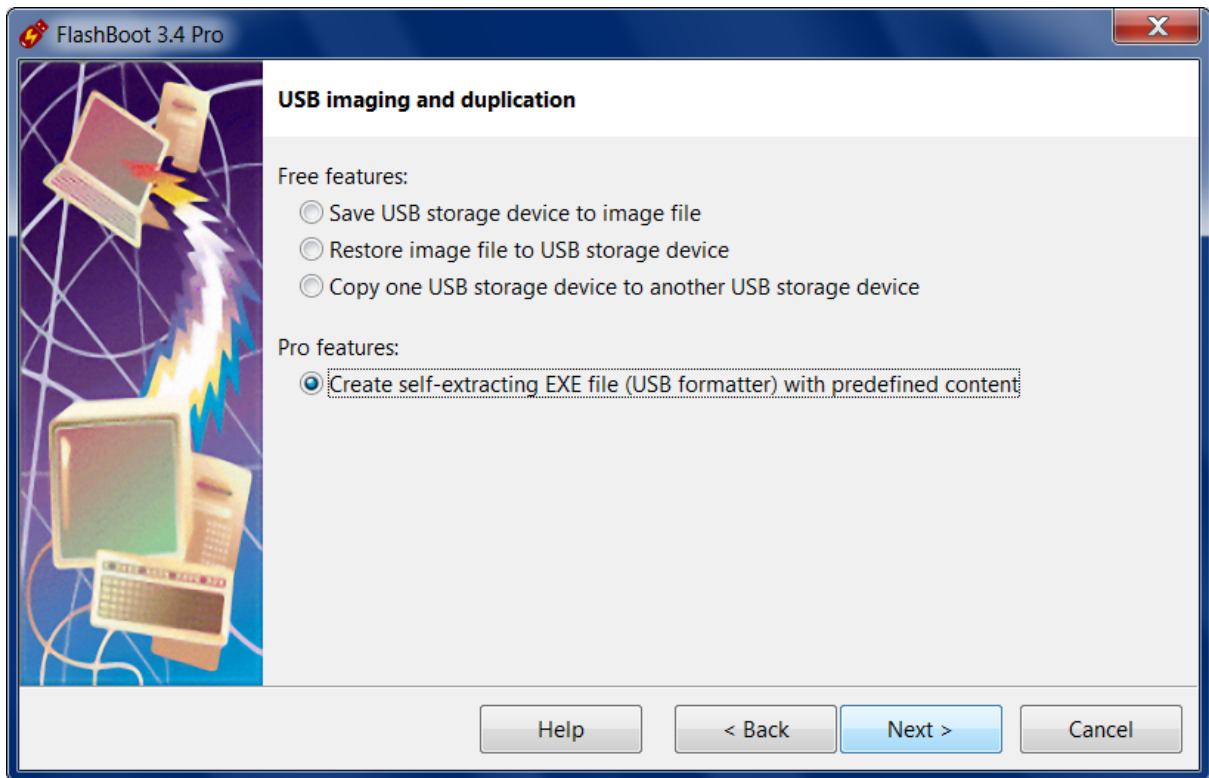 FlashBoot 3.4 Pro
USB imaging and duplication
Free features:
Save USB storage device to image file
Restore image file to USB storage device
Copy one USB storage device to another USB storage device
Pro features:
Create self-extracting EXE file (USB formatter) with predefined content
Help
< Back
Next >
Cancel